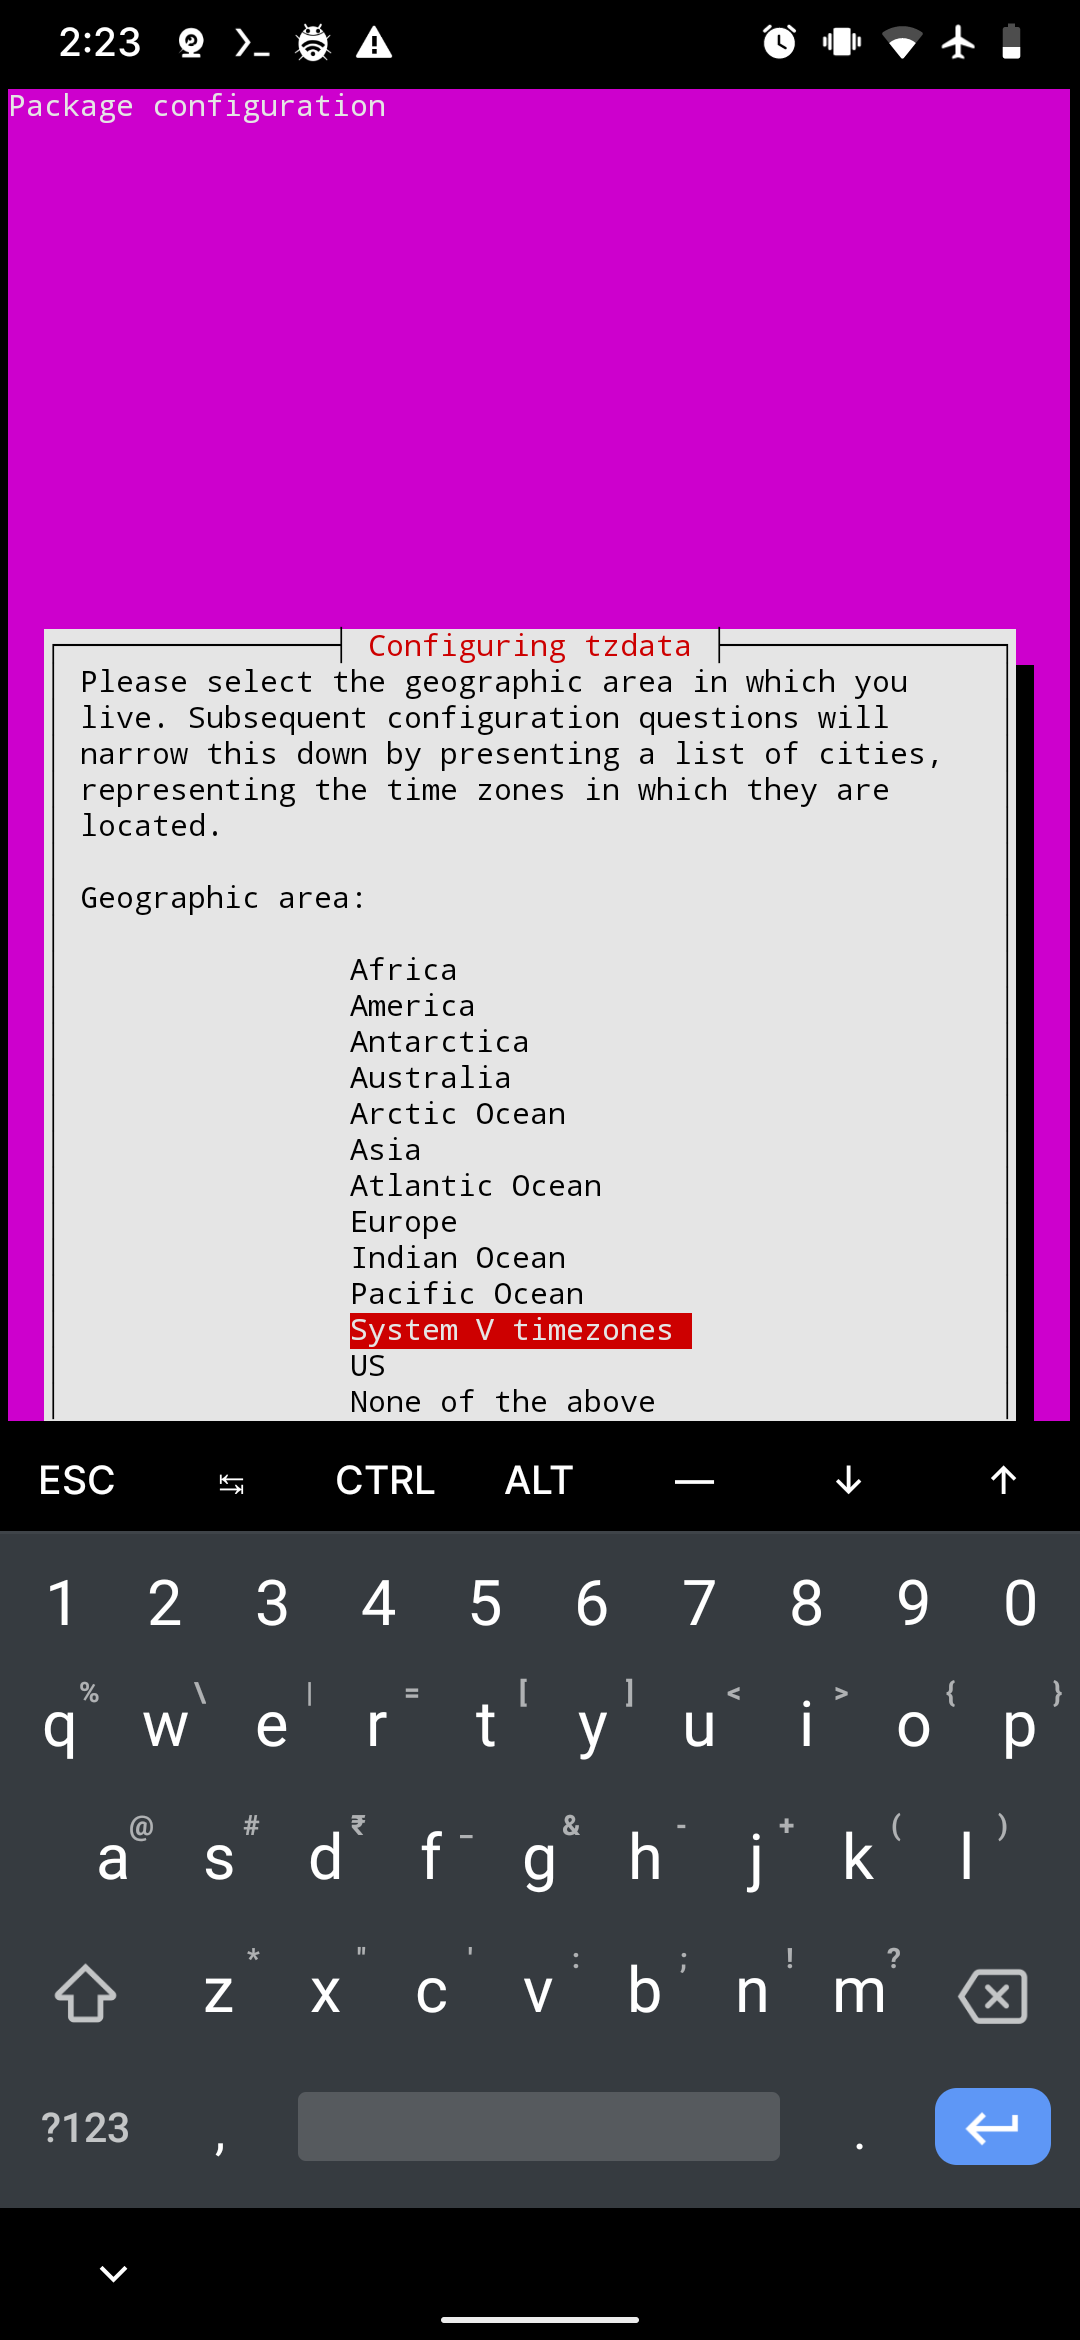 2:23
Package configuration
Configuring tzdata
Please select the geographic area in which you
live. Subsequent configuration questions will
narrow this down by presenting a list of cities,
representing the time zones in which they are
located.
Geographic area:
Africa
America
Antarctica
Australia
Arctic Ocean
Asia
Atlantic Ocean
Europe
Indian Ocean
Pacific Ocean
System V timezones
US
None of the above
ESC CTRL ALT — ↓ ↑
1 2 3 4 5 6 7 8 9 0
% \ | = [ ] < > { }
q w e r t y u i o p
@ # ₹ _ & - + ( )
a s d f g h j k l
* " ' : ; ! ?
z x c v b n m
?123 , .